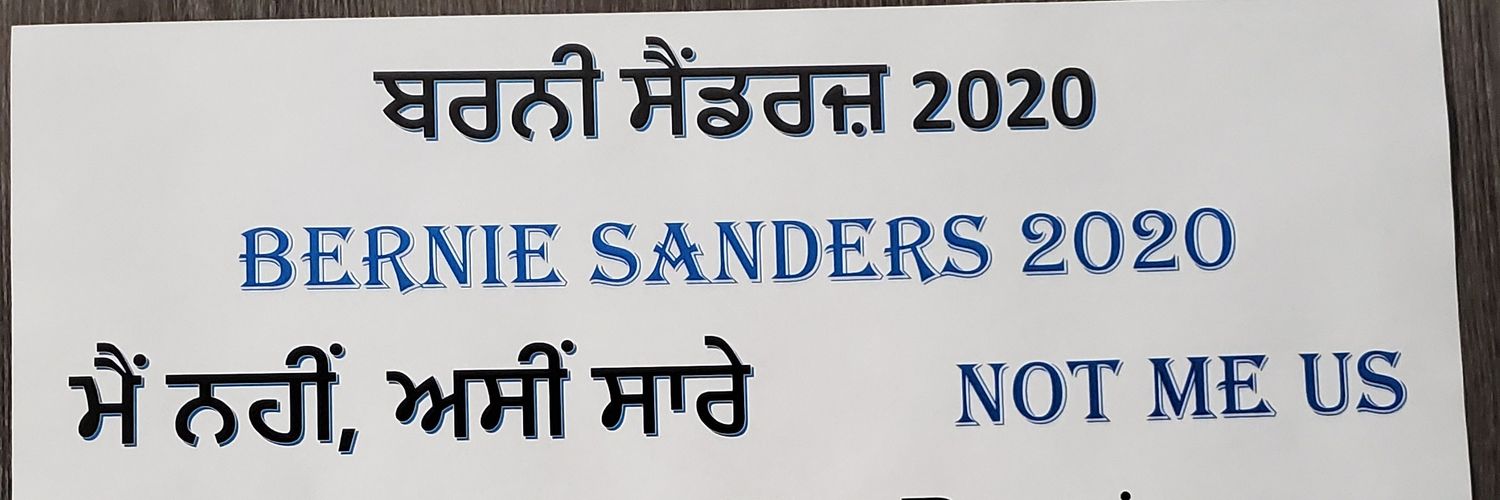 ਬਰਨੀ ਸੈਂਡਰਜ਼ 2020
BERNIE SANDERS 2020
ਮੈਂ ਨਹੀਂ, ਅਸੀਂ ਸਾਰੇ NOT ME US